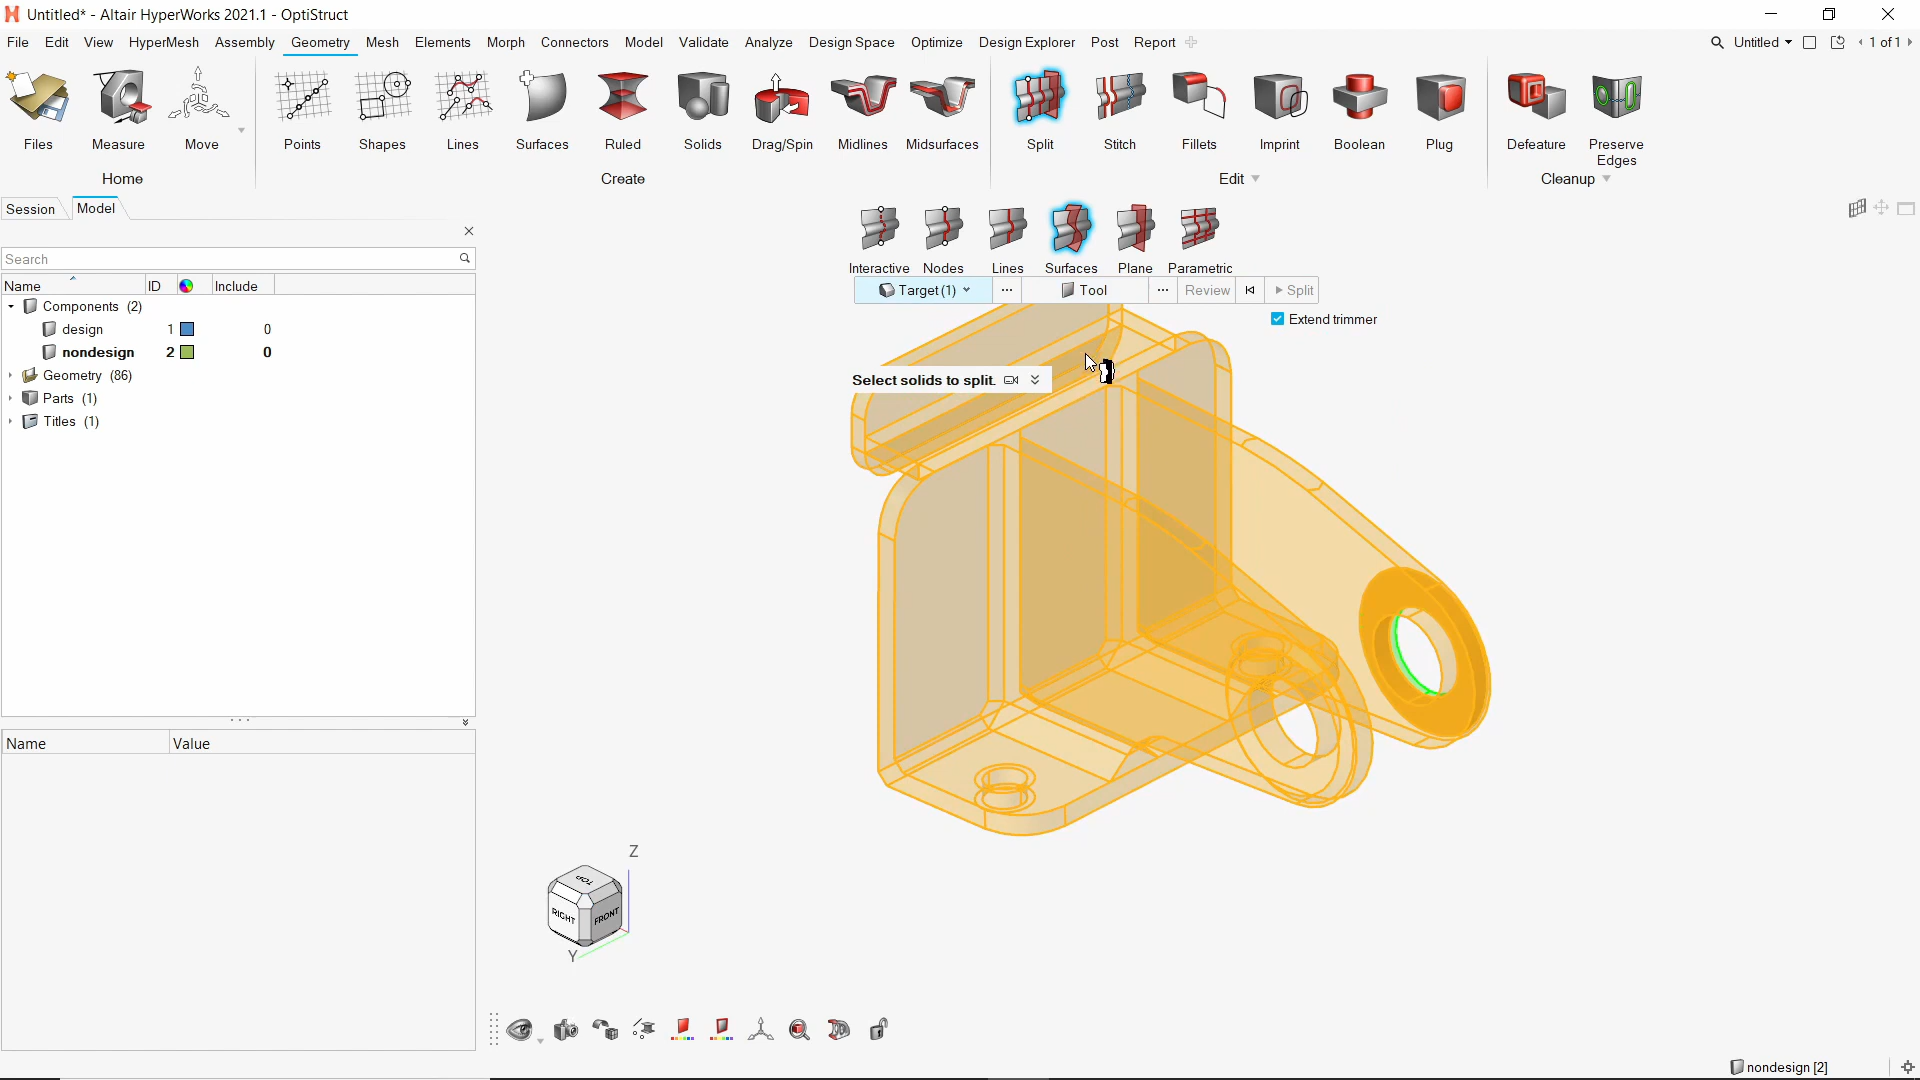 Untitled* - Altair HyperWorks 2021.1 - OptiStruct
File Edit View HyperMesh Assembly Geometry Mesh Elements Morph Connectors Model Validate Analyze Design Space Optimize Design Explorer Post Report Untitled 1 of 1
Files Measure Move Points Shapes Lines Surfaces Ruled Solids Drag/Spin Midlines Midsurfaces Split Stitch Fillets Imprint Boolean Plug Defeature Preserve Edges
Home Create Edit Cleanup
Session Model
Interactive Nodes Lines Surfaces Plane Parametric
Target (1) ... Tool ... Review Split
Extend trimmer
Select solids to split.
Search
Name ID Include
Components (2)
design 1 0
nondesign 2 0
Geometry (86)
Parts (1)
Titles (1)
Name Value
Z
TOP
RIGHT FRONT
Y
nondesign [2]